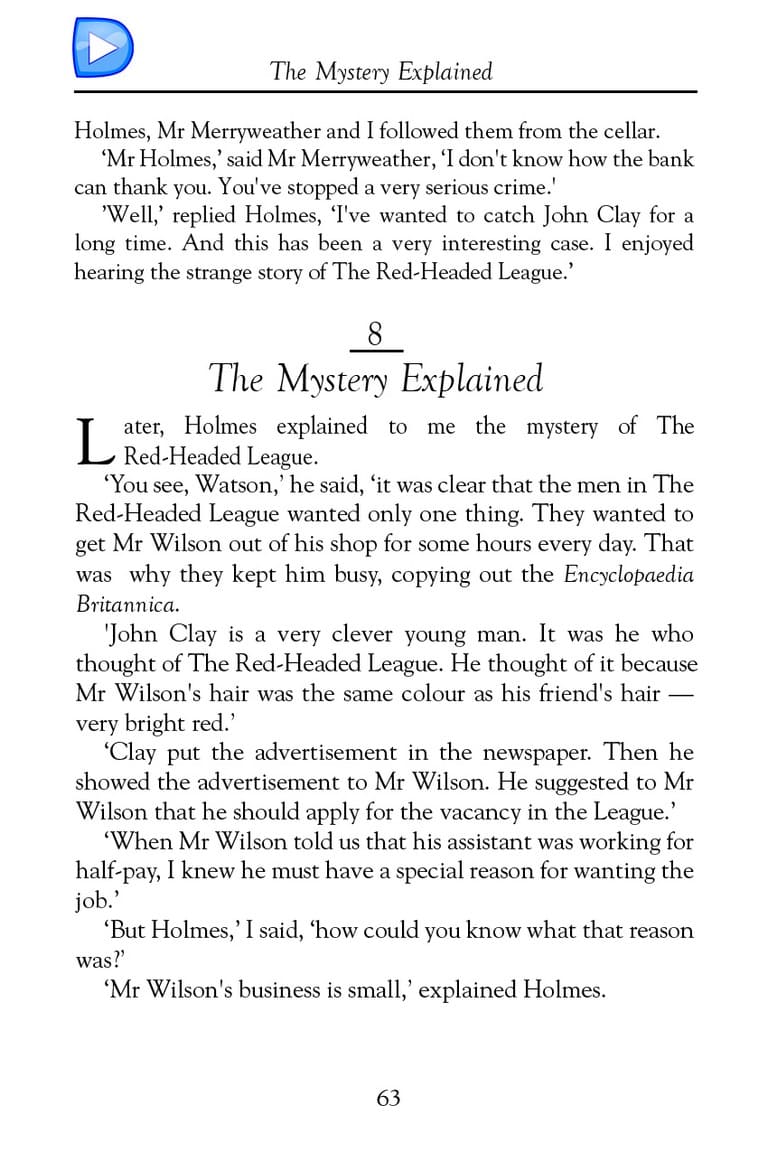 The Mystery Explained
Holmes, Mr Merryweather and I followed them from the cellar.
‘Mr Holmes,’ said Mr Merryweather, ‘I don't know how the bank
can thank you. You've stopped a very serious crime.'
’Well,’ replied Holmes, ‘I've wanted to catch John Clay for a
long time. And this has been a very interesting case. I enjoyed
hearing the strange story of The Red-Headed League.’
8
The Mystery Explained
Later, Holmes explained to me the mystery of The
Red-Headed League.
‘You see, Watson,’ he said, ‘it was clear that the men in The
Red-Headed League wanted only one thing. They wanted to
get Mr Wilson out of his shop for some hours every day. That
was why they kept him busy, copying out the Encyclopaedia
Britannica.
'John Clay is a very clever young man. It was he who
thought of The Red-Headed League. He thought of it because
Mr Wilson's hair was the same colour as his friend's hair —
very bright red.’
‘Clay put the advertisement in the newspaper. Then he
showed the advertisement to Mr Wilson. He suggested to Mr
Wilson that he should apply for the vacancy in the League.’
‘When Mr Wilson told us that his assistant was working for
half-pay, I knew he must have a special reason for wanting the
job.’
‘But Holmes,’ I said, ‘how could you know what that reason
was?’
‘Mr Wilson's business is small,’ explained Holmes.
63